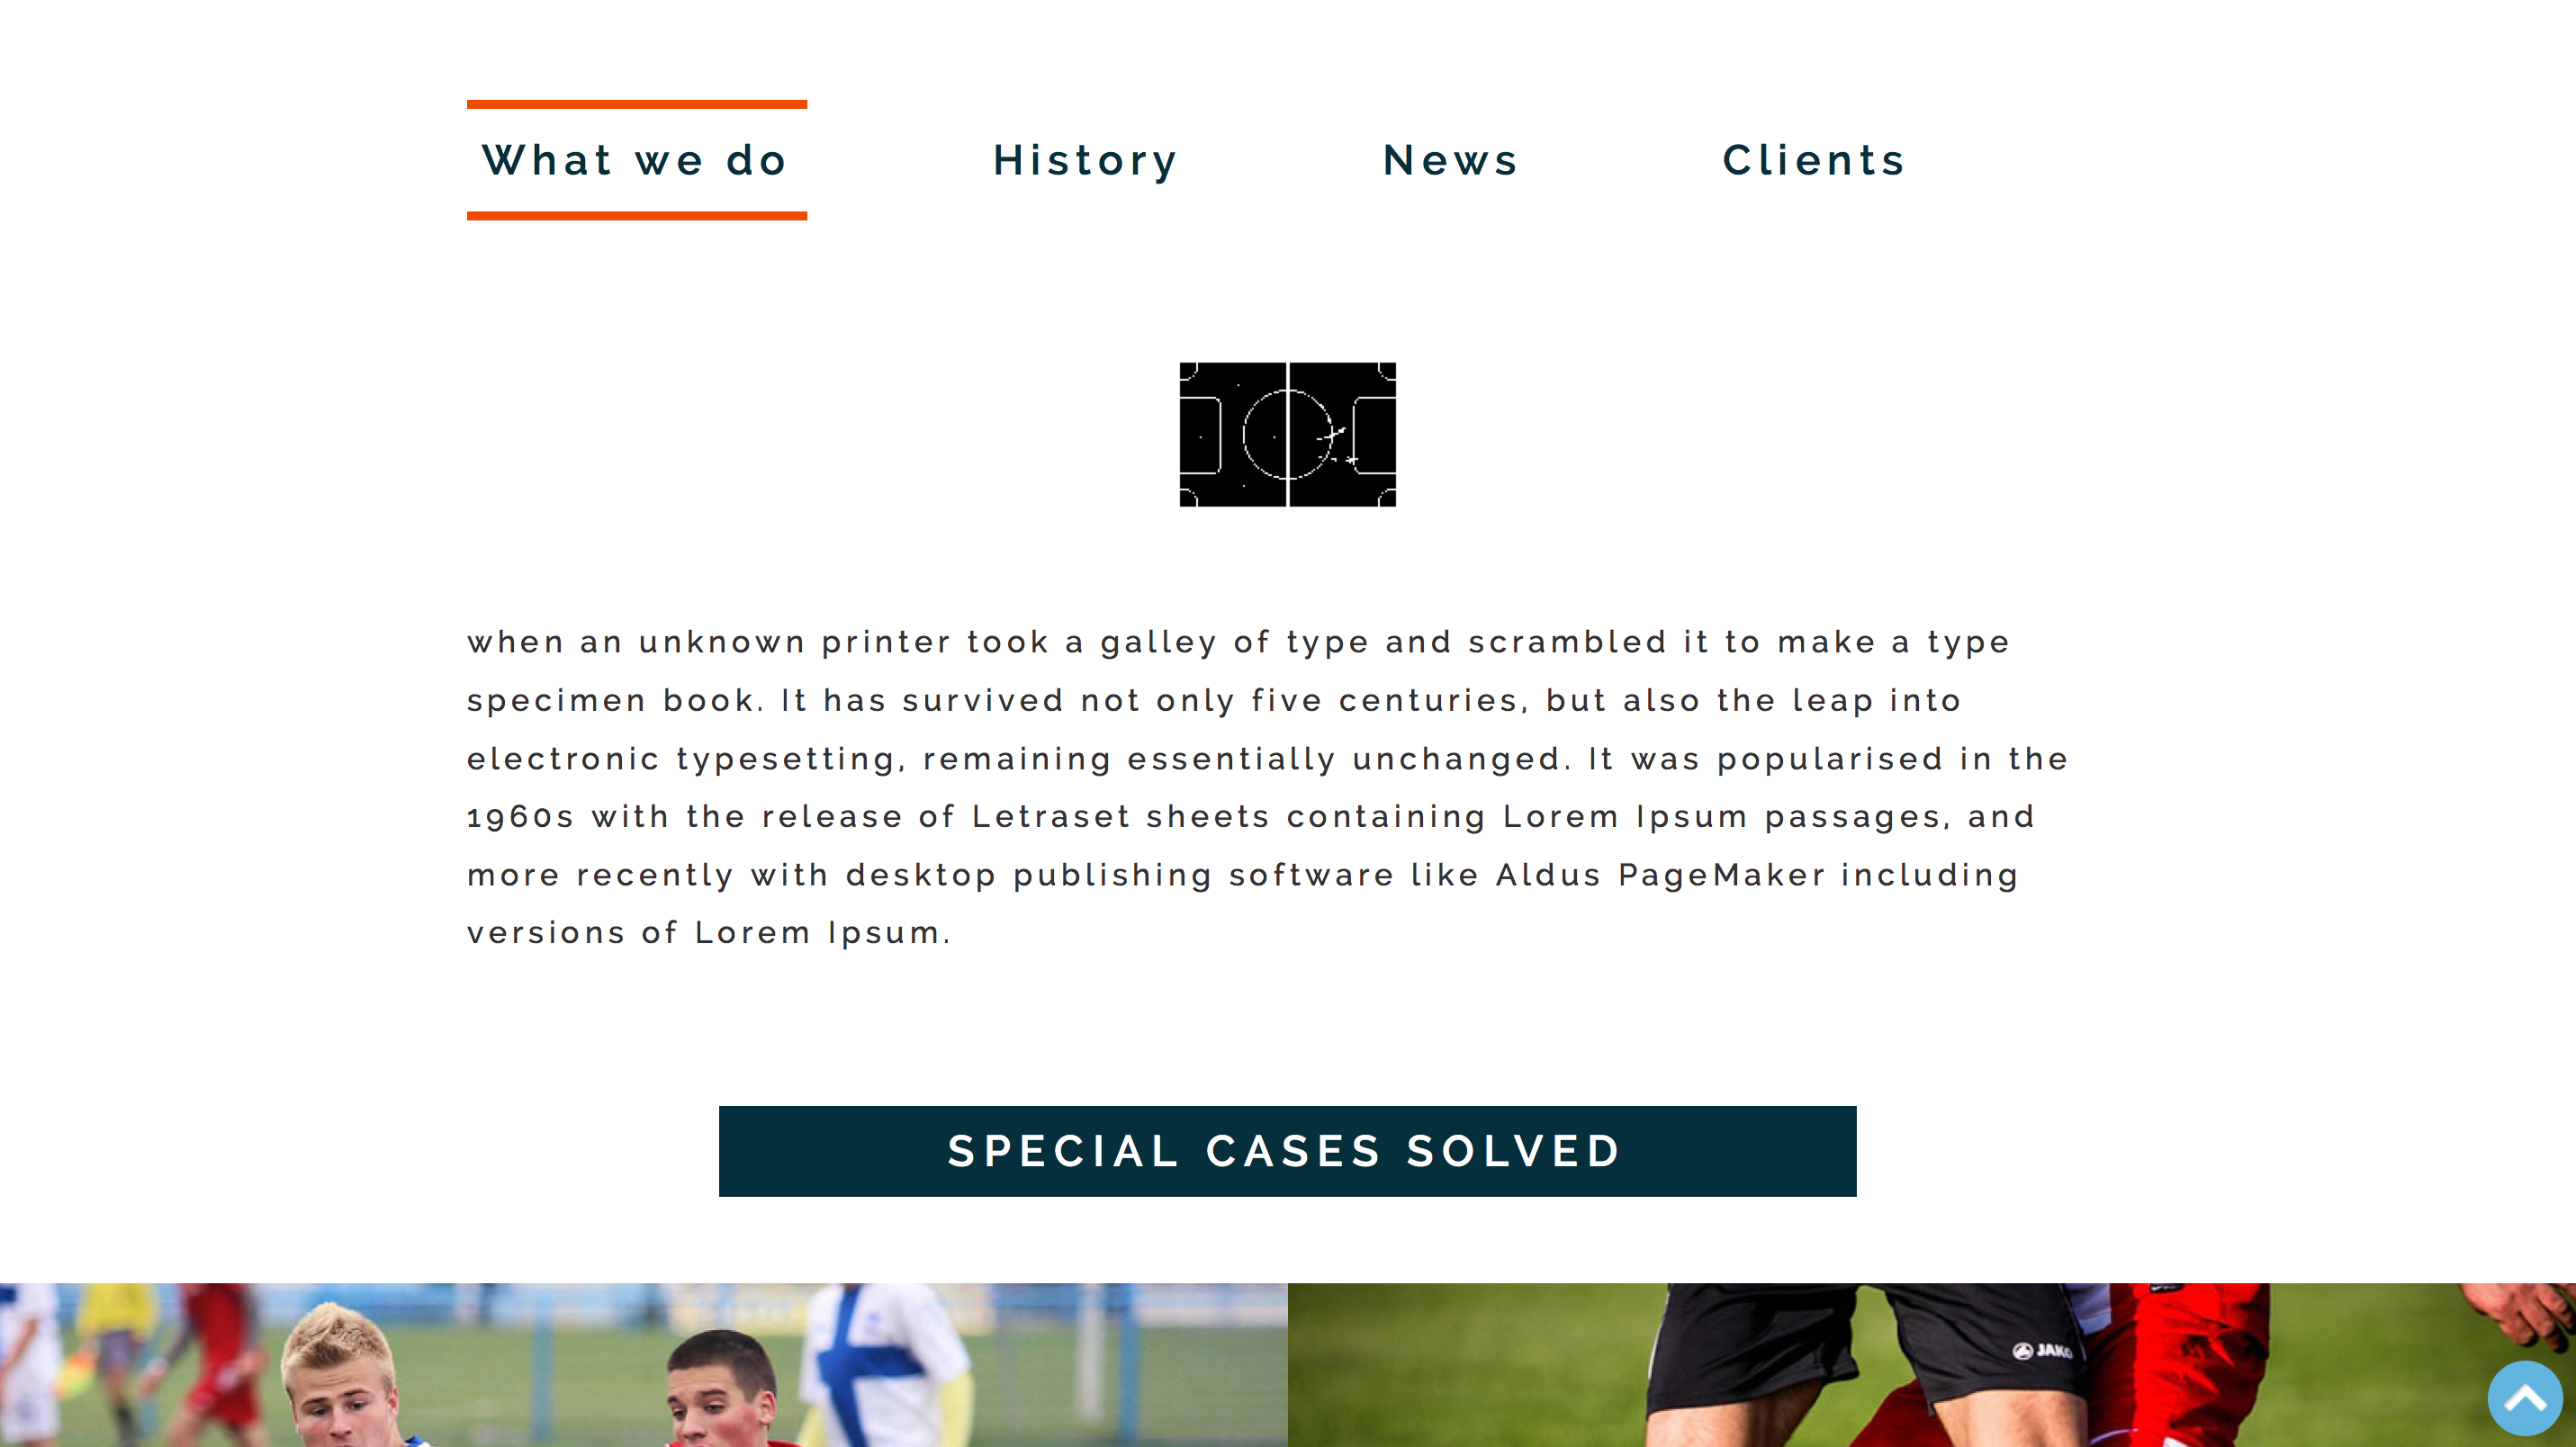 What we do
History
News
Clients
when an unknown printer took a galley of type and scrambled it to make a type
specimen book. It has survived not only five centuries, but also the leap into
electronic typesetting, remaining essentially unchanged. It was popularised in the
1960s with the release of Letraset sheets containing Lorem Ipsum passages, and
more recently with desktop publishing software like Aldus PageMaker including
versions of Lorem Ipsum.
SPECIAL CASES SOLVED
JAKO